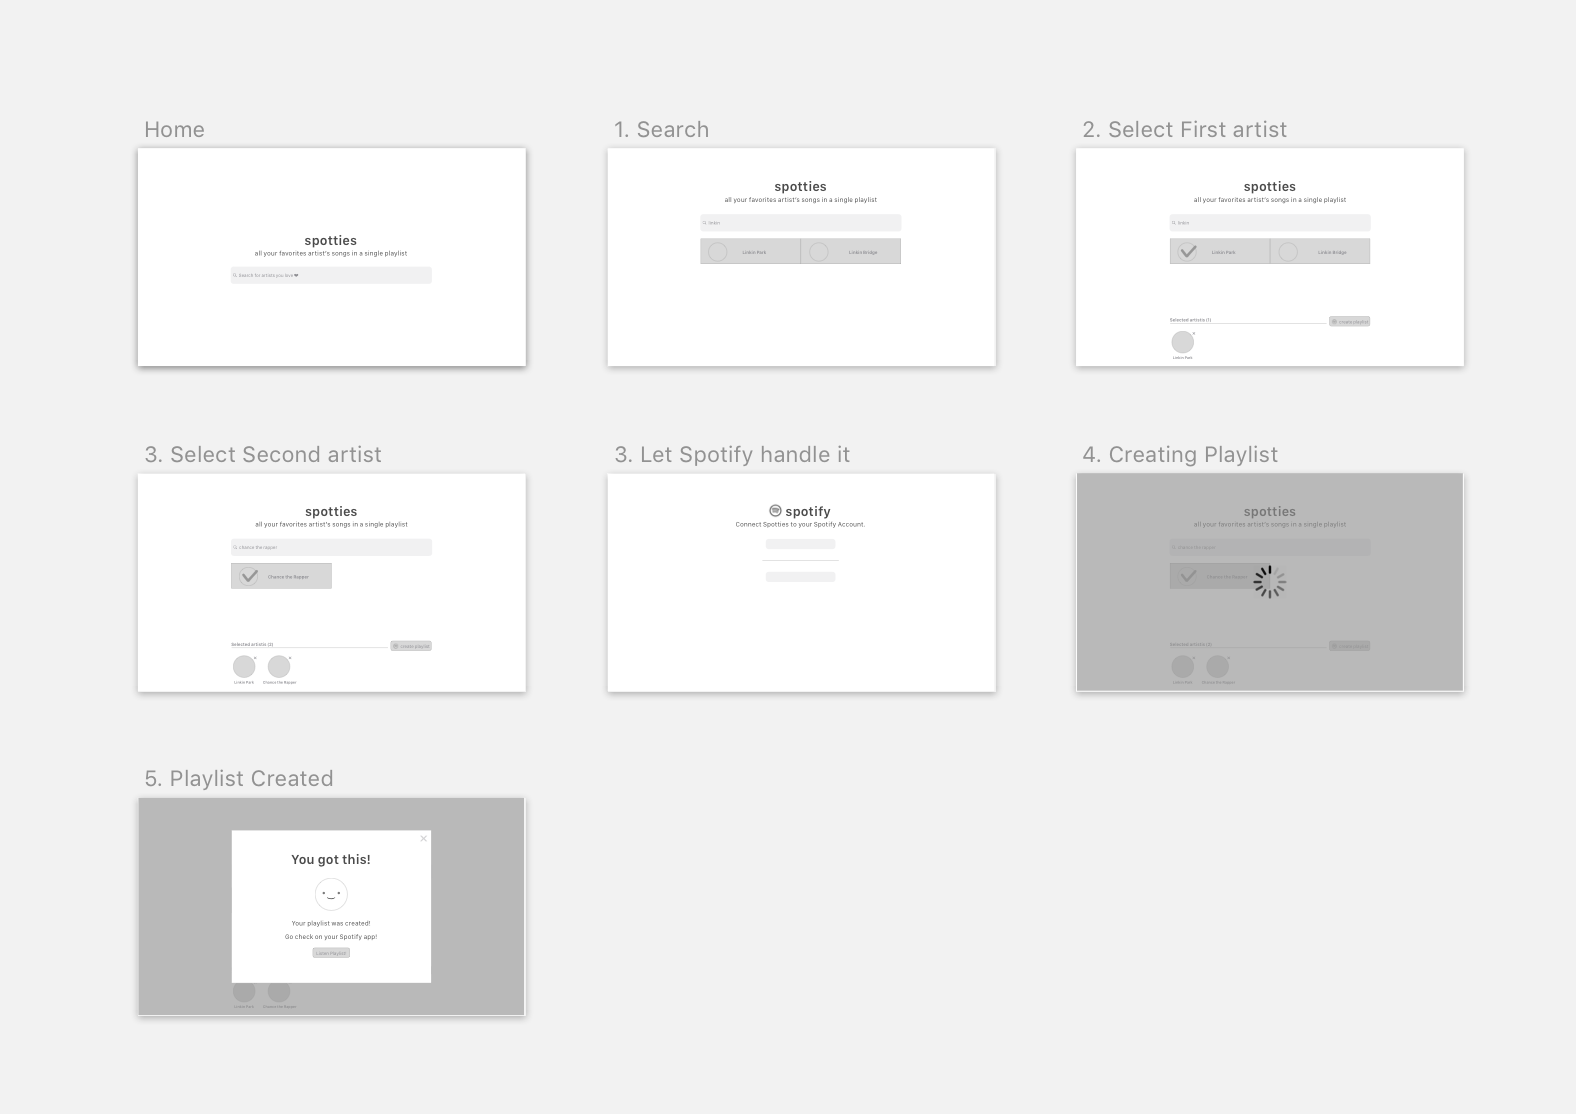 Home
spotties
all your favorites artist's songs in a single playlist
Search for artists you love ❤
1. Search
spotties
all your favorites artist's songs in a single playlist
linkin
Linkin Park
Linkin Bridge
2. Select First artist
spotties
all your favorites artist's songs in a single playlist
linkin
Linkin Park
Linkin Bridge
Selected artistis (1)
create playlist
Linkin Park
3. Select Second artist
spotties
all your favorites artist's songs in a single playlist
chance the rapper
Chance the Rapper
Selected artistis (2)
create playlist
Linkin Park
Chance the Rapper
3. Let Spotify handle it
spotify
Connect Spotties to your Spotify Account.
4. Creating Playlist
spotties
all your favorites artist's songs in a single playlist
chance the rapper
Chance the Rapper
Selected artistis (2)
create playlist
Linkin Park
Chance the Rapper
5. Playlist Created
You got this!
Your playlist was created!
Go check on your Spotify app!
Listen Playlist
Linkin Park
Chance the Rapper